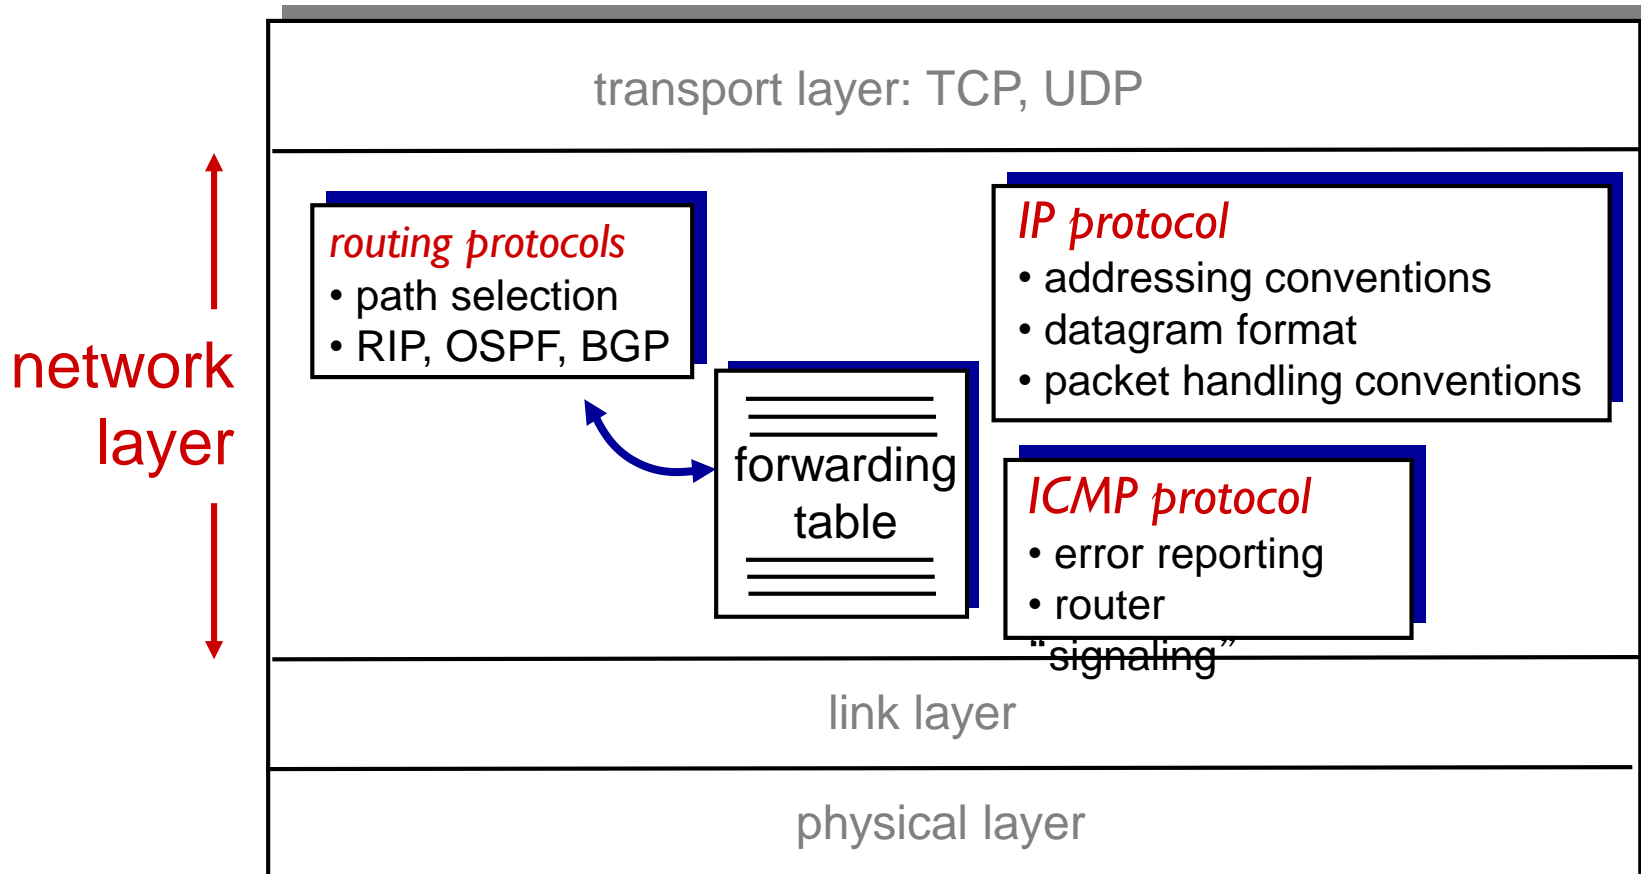 transport layer: TCP, UDP
network
layer
routing protocols
• path selection
• RIP, OSPF, BGP
forwarding
table
IP protocol
• addressing conventions
• datagram format
• packet handling conventions
ICMP protocol
• error reporting
• router
“signaling”
link layer
physical layer